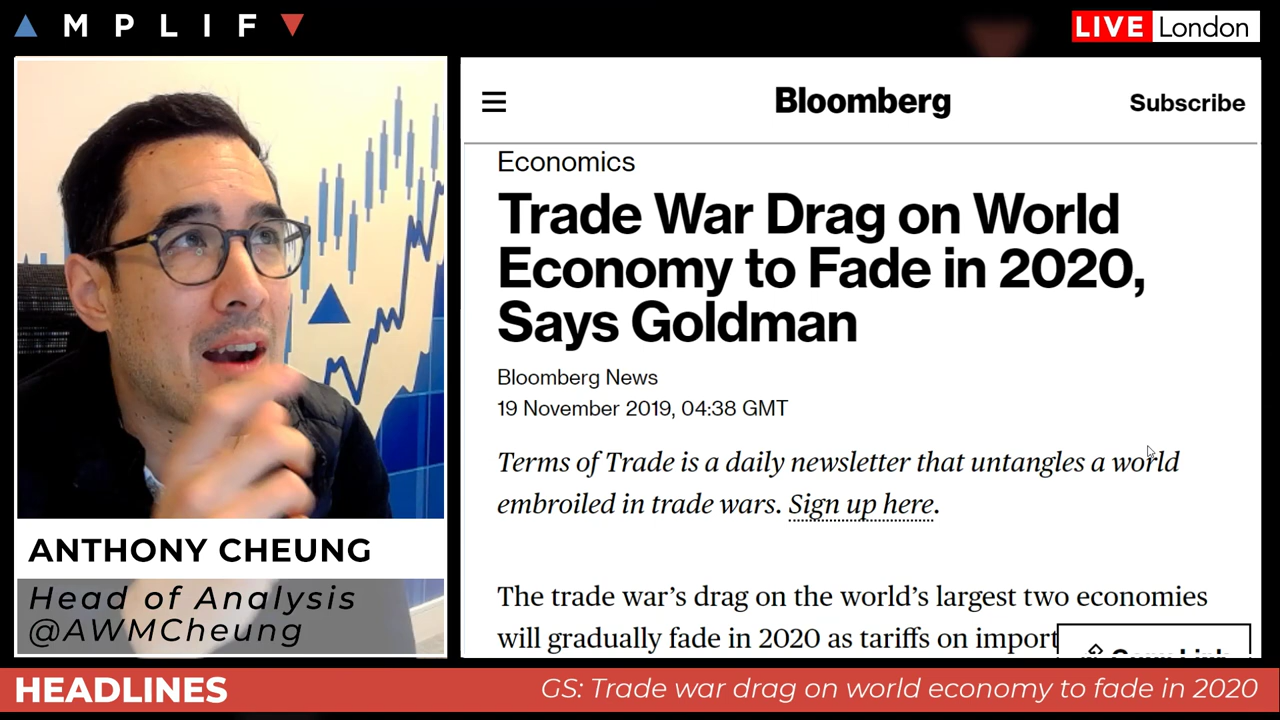 AMPLIFY
LIVE London
Bloomberg
Subscribe
Economics
Trade War Drag on World
Economy to Fade in 2020,
Says Goldman
Bloomberg News
19 November 2019, 04:38 GMT
Terms of Trade is a daily newsletter that untangles a world
embroiled in trade wars. Sign up here.
The trade war’s drag on the world’s largest two economies
will gradually fade in 2020 as tariffs on import
Copy Link
ANTHONY CHEUNG
Head of Analysis
@AWMCheung
HEADLINES
GS: Trade war drag on world economy to fade in 2020